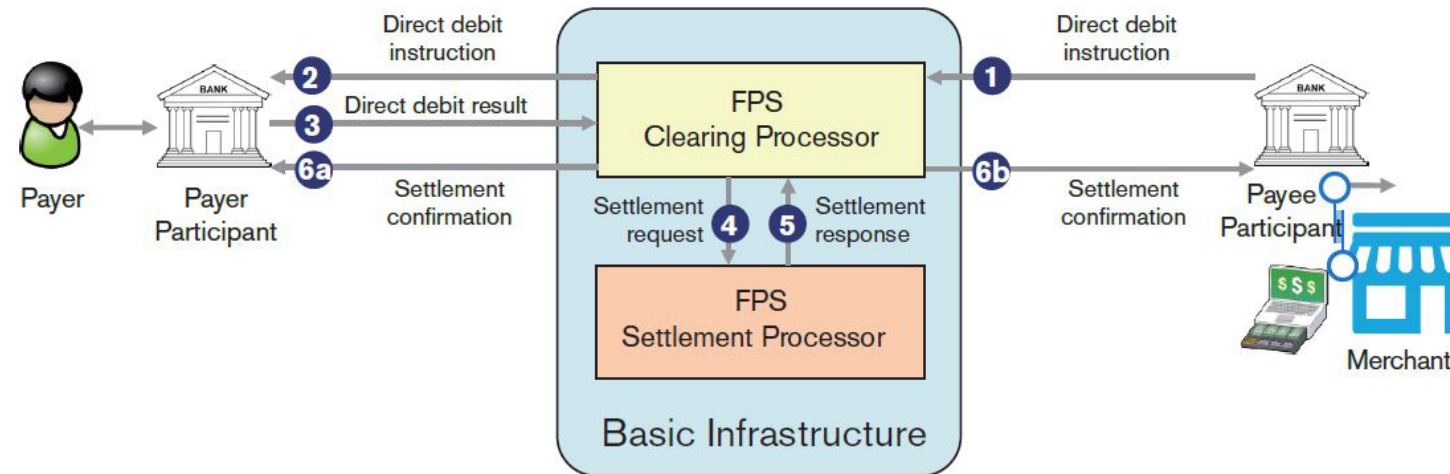 Direct debit
instruction
Direct debit
instruction
BANK
2
1
BANK
Direct debit result
3
FPS
Clearing Processor
6a
6b
Payer
Payer
Participant
Settlement
confirmation
Settlement
request
4
5
Settlement
response
Settlement
confirmation
Payee
Participant
FPS
Settlement Processor
$ $ $
Merchant
Basic Infrastructure